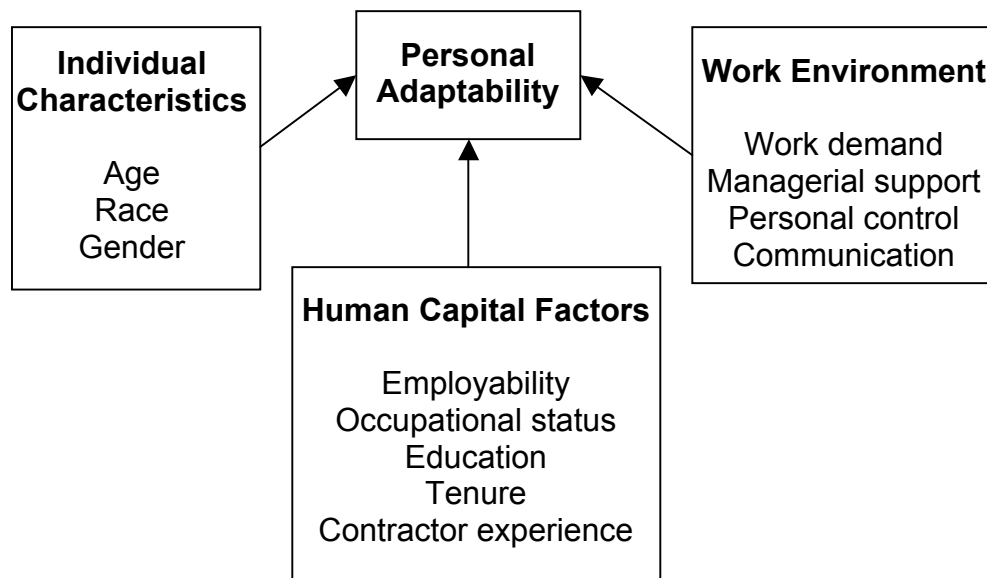 Individual
Characteristics
Age
Race
Gender
Personal
Adaptability
Work Environment
Work demand
Managerial support
Personal control
Communication
Human Capital Factors
Employability
Occupational status
Education
Tenure
Contractor experience